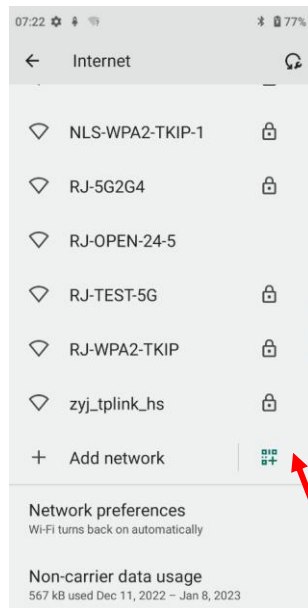 07:22 77%
Internet
NLS-WPA2-TKIP-1
RJ-5G2G4
RJ-OPEN-24-5
RJ-TEST-5G
RJ-WPA2-TKIP
zyj_tplink_hs
Add network
Network preferences
Wi-Fi turns back on automatically
Non-carrier data usage
567 kB used Dec 11, 2022 – Jan 8, 2023